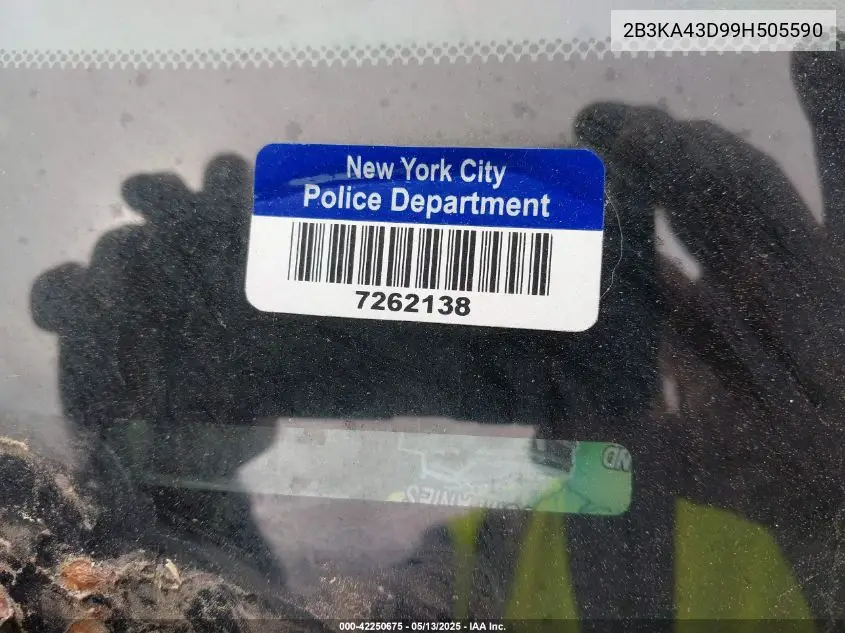 2B3KA43D99H505590
New York City
Police Department
7262138
000-42250675 - 05/13/2025 - IAA Inc.